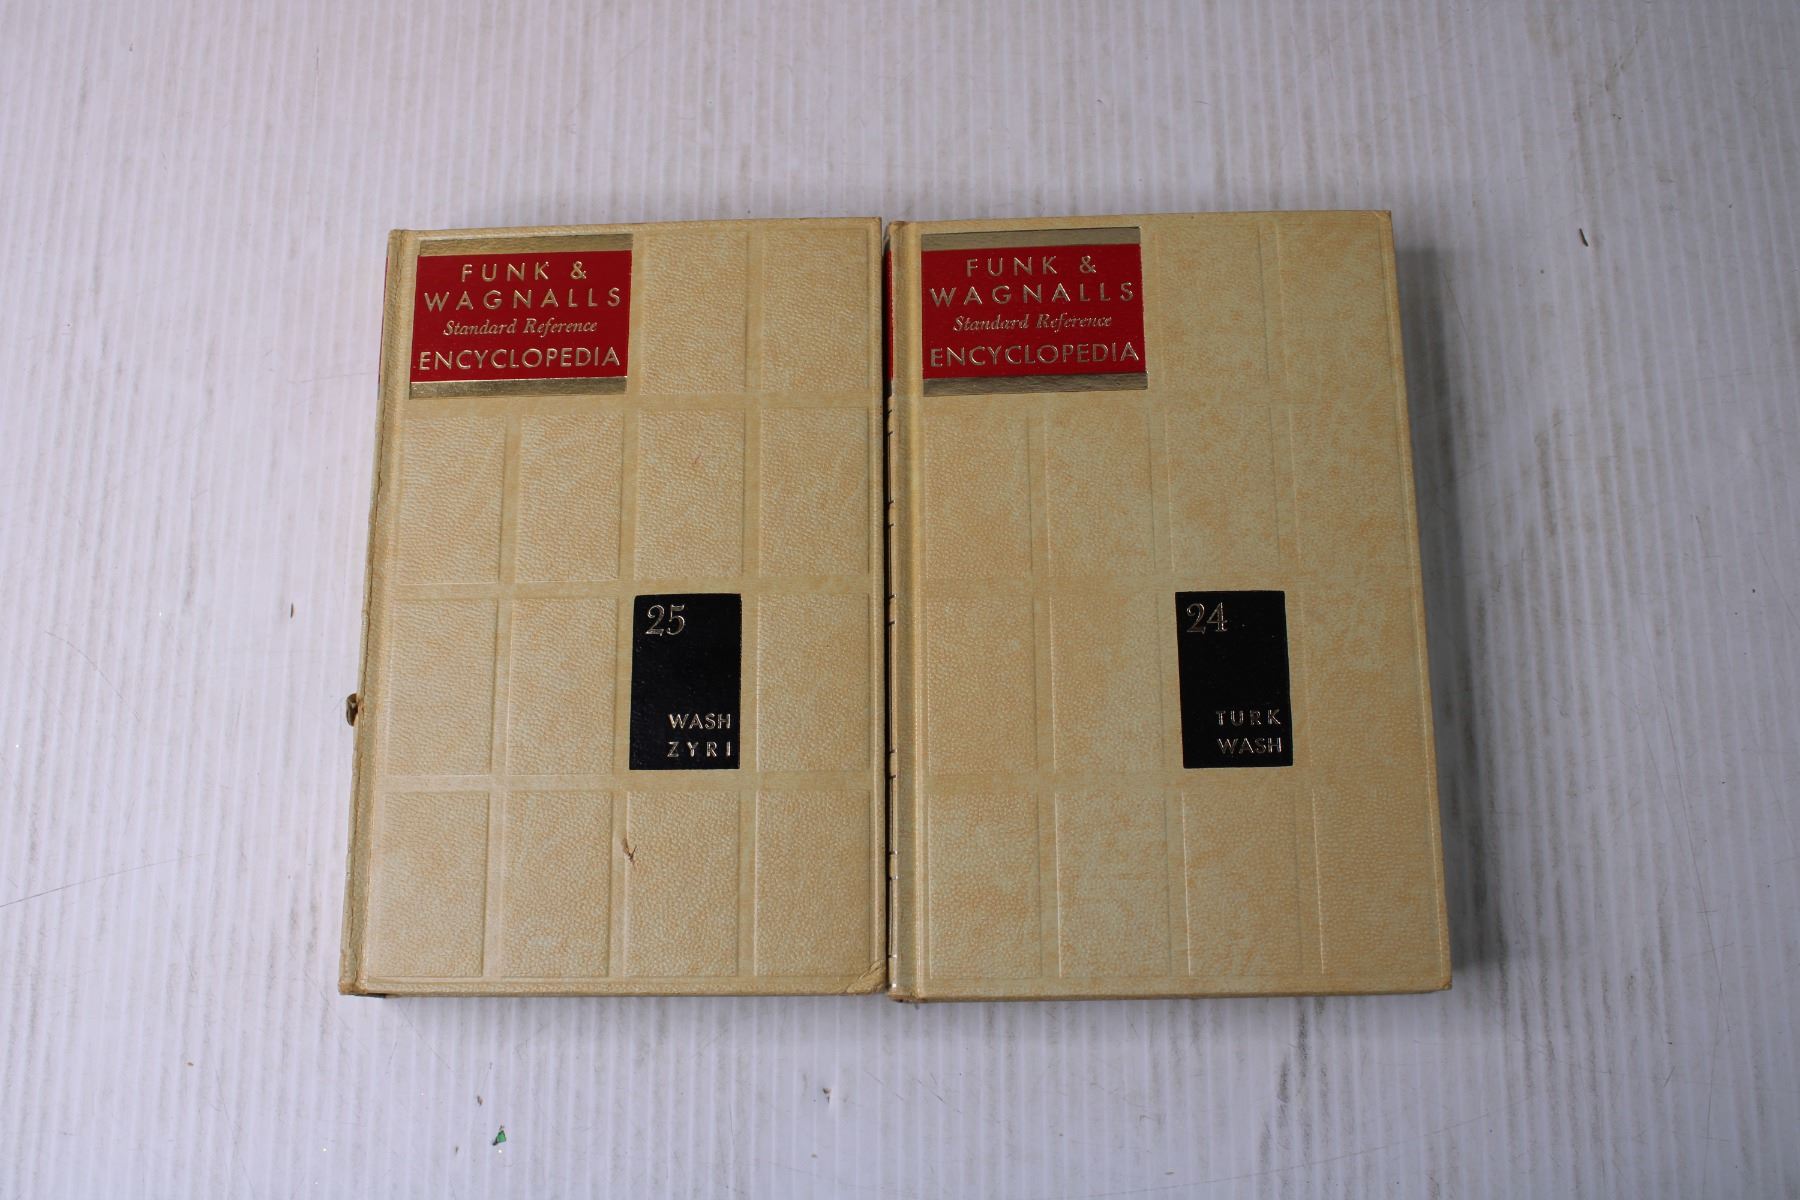 FUNK &
WAGNALLS
Standard Reference
ENCYCLOPEDIA
25
WASH
ZYRI
FUNK &
WAGNALLS
Standard Reference
ENCYCLOPEDIA
24
TURK
WASH